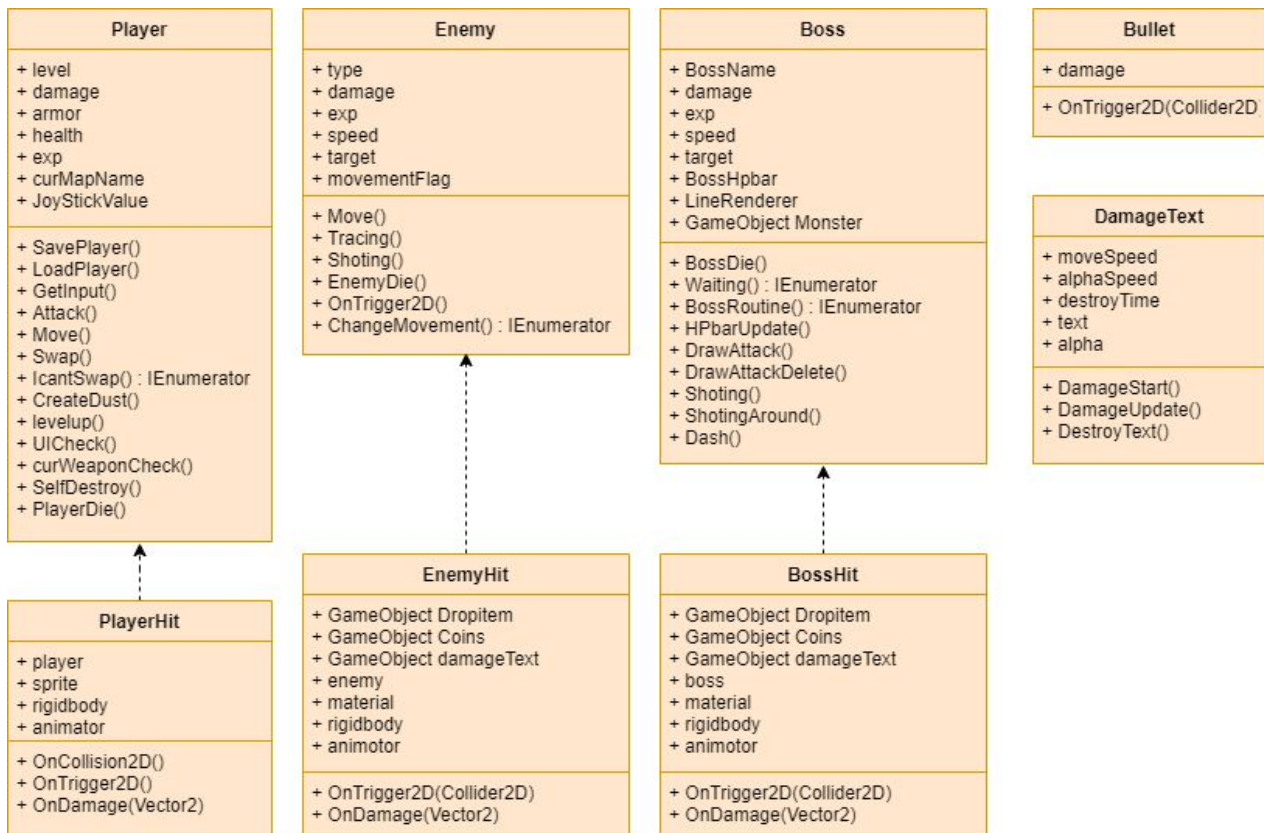 Player
+ level
+ damage
+ armor
+ health
+ exp
+ curMapName
+ JoyStickValue
+ SavePlayer()
+ LoadPlayer()
+ GetInput()
+ Attack()
+ Move()
+ Swap()
+ IcantSwap() : IEnumerator
+ CreateDust()
+ levelup()
+ UICheck()
+ curWeaponCheck()
+ SelfDestroy()
+ PlayerDie()
Enemy
+ type
+ damage
+ exp
+ speed
+ target
+ movementFlag
+ Move()
+ Tracing()
+ Shoting()
+ EnemyDie()
+ OnTrigger2D()
+ ChangeMovement() : IEnumerator
Boss
+ BossName
+ damage
+ exp
+ speed
+ target
+ BossHpbar
+ LineRenderer
+ GameObject Monster
+ BossDie()
+ Waiting() : IEnumerator
+ BossRoutine() : IEnumerator
+ HPbarUpdate()
+ DrawAttack()
+ DrawAttackDelete()
+ Shoting()
+ ShotingAround()
+ Dash()
Bullet
+ damage
+ OnTrigger2D(Collider2D)
DamageText
+ moveSpeed
+ alphaSpeed
+ destroyTime
+ text
+ alpha
+ DamageStart()
+ DamageUpdate()
+ DestroyText()
PlayerHit
+ player
+ sprite
+ rigidbody
+ animator
+ OnCollision2D()
+ OnTrigger2D()
+ OnDamage(Vector2)
EnemyHit
+ GameObject Dropitem
+ GameObject Coins
+ GameObject damageText
+ enemy
+ material
+ rigidbody
+ animotor
+ OnTrigger2D(Collider2D)
+ OnDamage(Vector2)
BossHit
+ GameObject Dropitem
+ GameObject Coins
+ GameObject damageText
+ boss
+ material
+ rigidbody
+ animotor
+ OnTrigger2D(Collider2D)
+ OnDamage(Vector2)